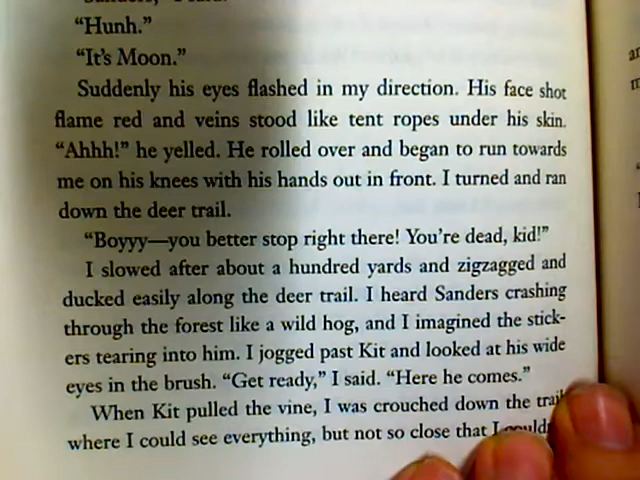 "Hunh."
"It's Moon."
Suddenly his eyes flashed in my direction. His face shot
flame red and veins stood like tent ropes under his skin.
"Ahhh!" he yelled. He rolled over and began to run towards
me on his knees with his hands out in front. I turned and ran
down the deer trail.
"Boyyy—you better stop right there! You're dead, kid!"
I slowed after about a hundred yards and zigzagged and
ducked easily along the deer trail. I heard Sanders crashing
through the forest like a wild hog, and I imagined the stick-
ers tearing into him. I jogged past Kit and looked at his wide
eyes in the brush. "Get ready," I said. "Here he comes."
When Kit pulled the vine, I was crouched down the trail
where I could see everything, but not so close that I